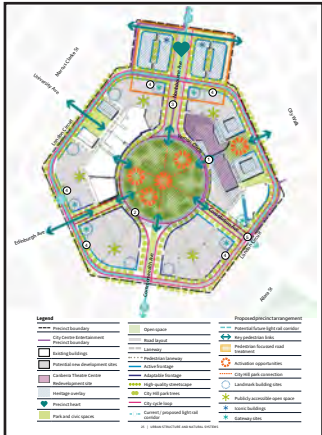 Marcus Clarke St
University Ave
London Circuit
Northbourne Ave
City Walk
Edinburgh Ave
Commonwealth Ave
London Circuit
Allara St
Legend
Precinct boundary
City Centre Entertainment
Precinct boundary
Existing buildings
Potential new development sites
Canberra Theatre Centre
Redevelopment site
Heritage overlay
Precinct heart
Park and civic spaces
Open space
Road layout
Laneway
Pedestrian laneway
Active frontage
Adaptable frontage
High quality streetscape
City Hill park trees
City cycle loop
Current / proposed light rail
corridor
Proposed precinct arrangement
Potential future light rail corridor
Key pedestrian links
Pedestrian focussed road
treatment
Activation opportunities
City Hill park connection
Landmark building sites
Publicly accessible open space
Iconic buildings
Gateway sites
| URBAN STRUCTURE AND NATURAL SYSTEMS